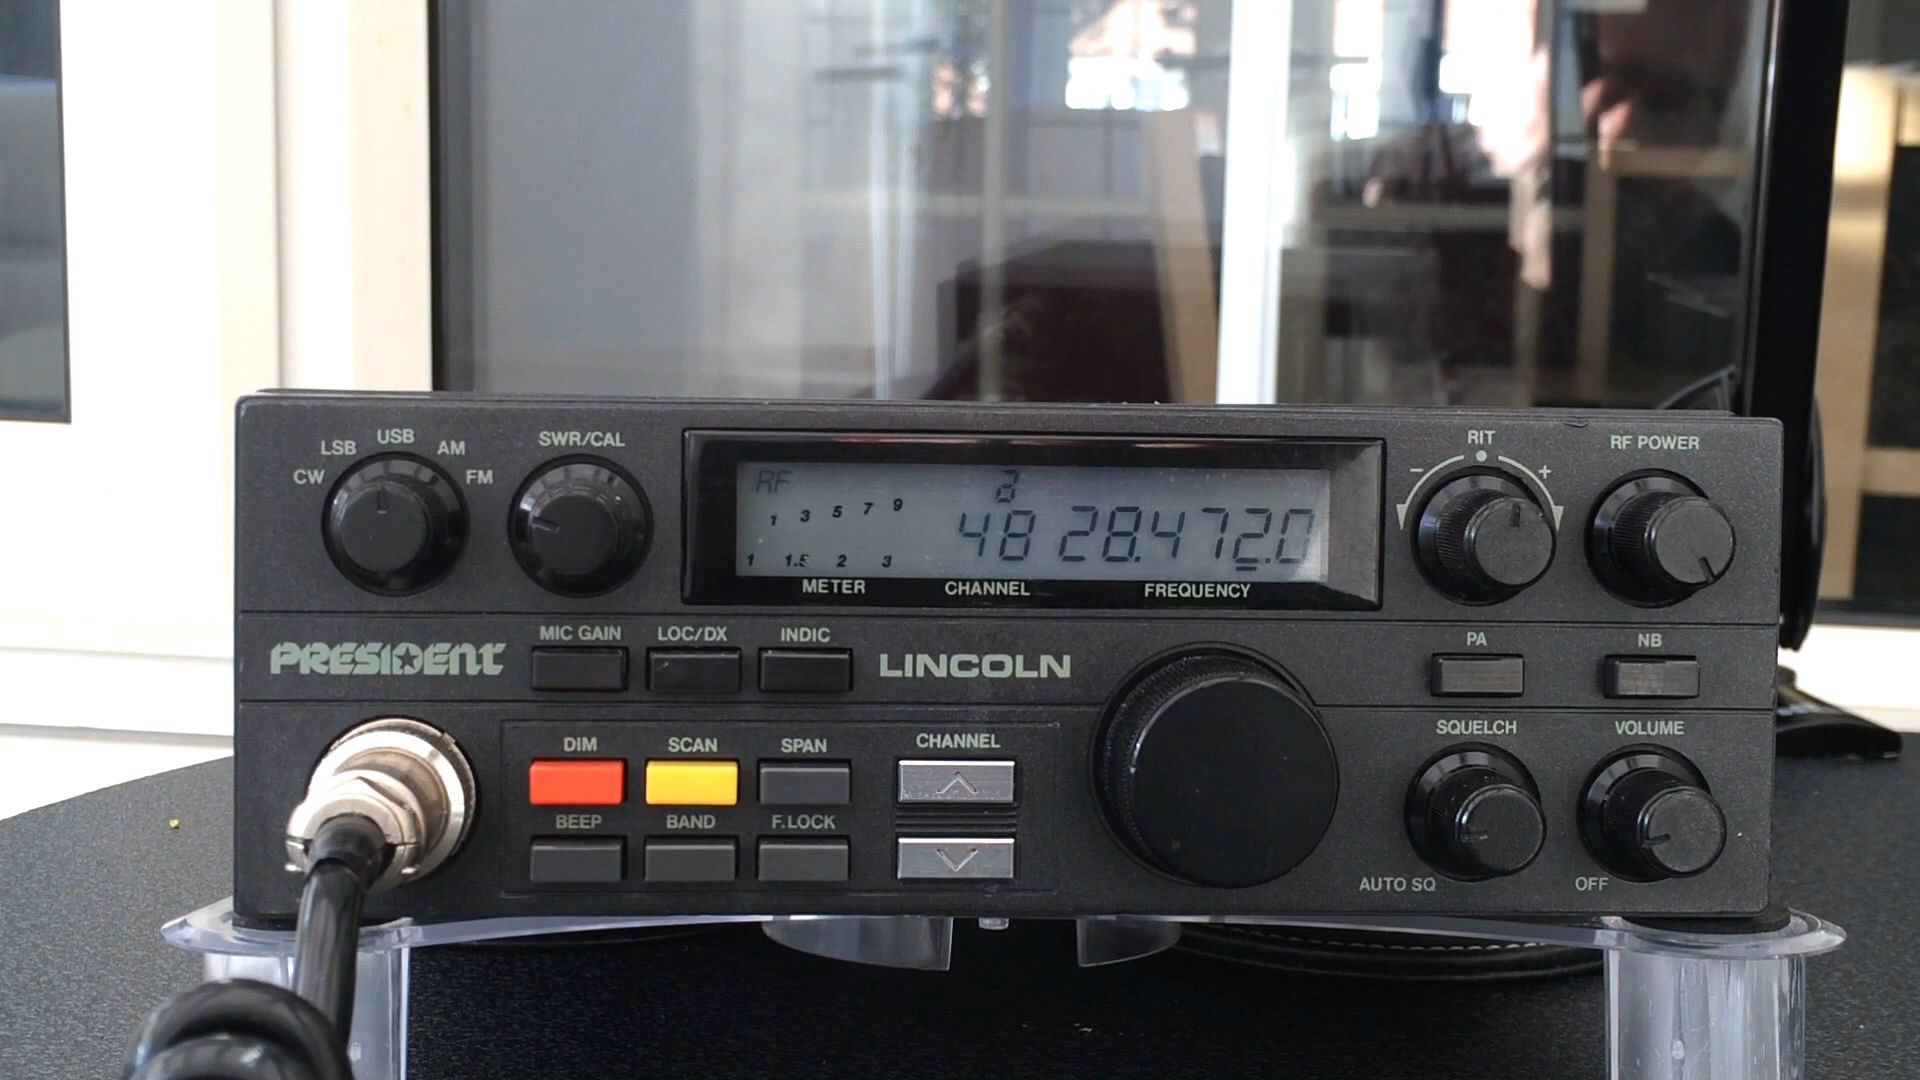 CW LSB USB AM FM
SWR/CAL
RF
1 3 5 7 9
1 1.5 2 3
d
48 28.472.0
METER CHANNEL FREQUENCY
RIT
- +
RF POWER
PRESIDENT
MIC GAIN LOC/DX INDIC
LINCOLN
PA NB
DIM SCAN SPAN
BEEP BAND F.LOCK
CHANNEL
SQUELCH VOLUME
AUTO SQ OFF